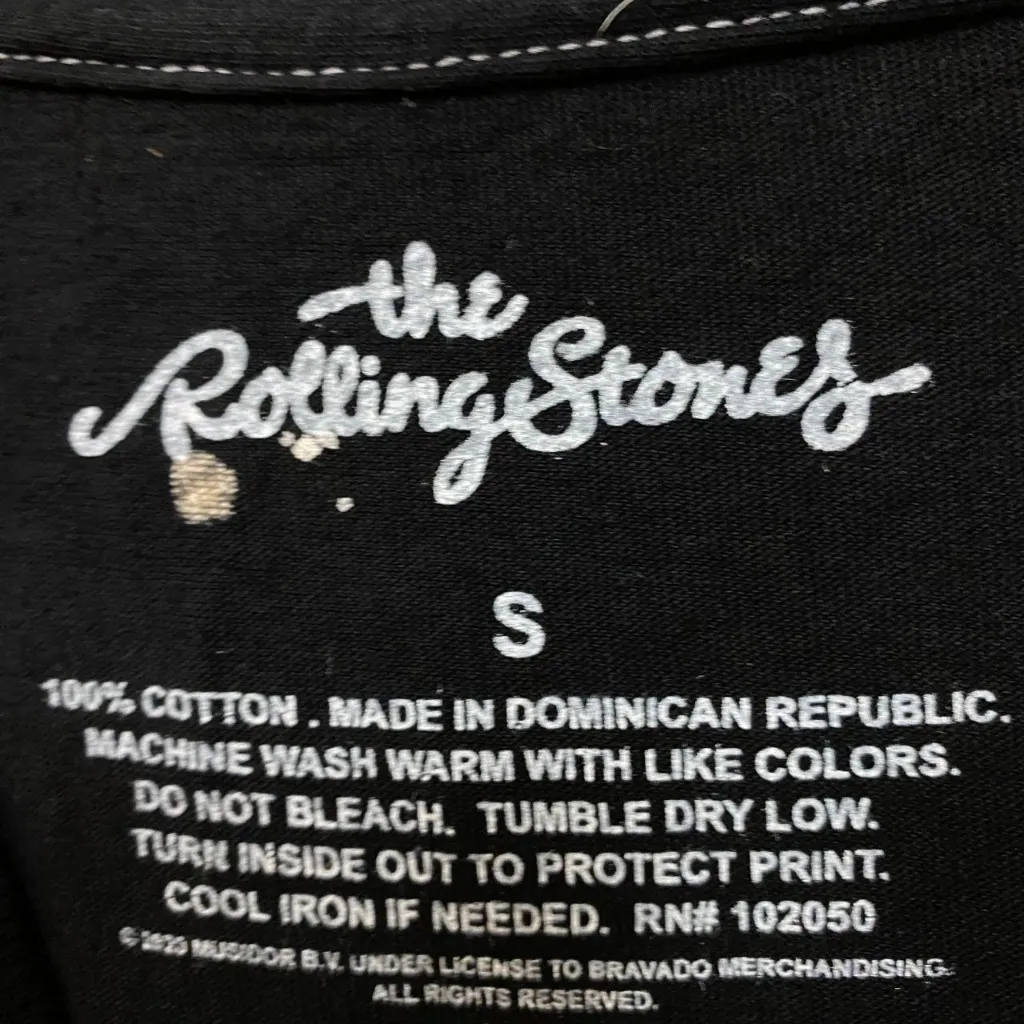 the
Rolling Stones
S
100% COTTON . MADE IN DOMINICAN REPUBLIC.
MACHINE WASH WARM WITH LIKE COLORS.
DO NOT BLEACH. TUMBLE DRY LOW.
TURN INSIDE OUT TO PROTECT PRINT.
COOL IRON IF NEEDED. RN# 102050
© MUSIDOR B.V. UNDER LICENSE TO BRAVADO MERCHANDISING.
ALL RIGHTS RESERVED.